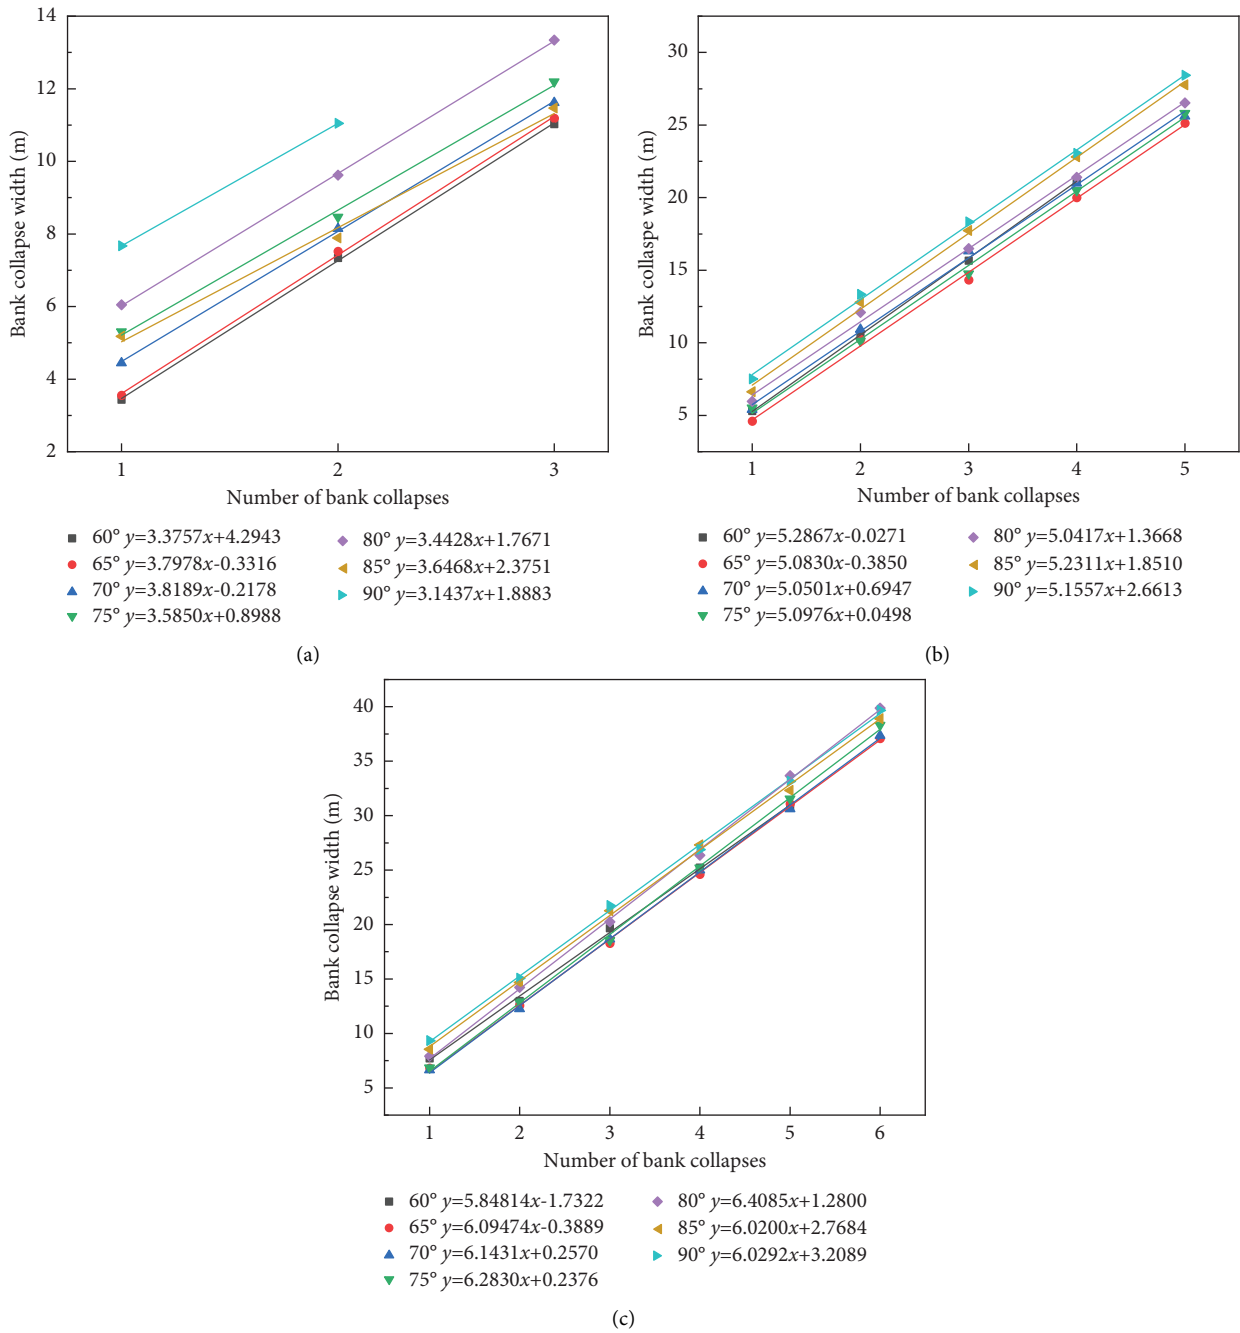 14
12
10
8
6
4
2
Bank collapse width (m)
1 2 3
Number of bank collapses
60° y=3.3757x+4.2943
65° y=3.7978x-0.3316
70° y=3.8189x-0.2178
75° y=3.5850x+0.8988
80° y=3.4428x+1.7671
85° y=3.6468x+2.3751
90° y=3.1437x+1.8883
(a)
30
25
20
15
10
5
Bank collaspe width (m)
1 2 3 4 5
Number of bank collapses
60° y=5.2867x-0.0271
65° y=5.0830x-0.3850
70° y=5.0501x+0.6947
75° y=5.0976x+0.0498
80° y=5.0417x+1.3668
85° y=5.2311x+1.8510
90° y=5.1557x+2.6613
(b)
40
35
30
25
20
15
10
5
Bank collapse width (m)
1 2 3 4 5 6
Number of bank collapses
60° y=5.84814x-1.7322
65° y=6.09474x-0.3889
70° y=6.1431x+0.2570
75° y=6.2830x+0.2376
80° y=6.4085x+1.2800
85° y=6.0200x+2.7684
90° y=6.0292x+3.2089
(c)